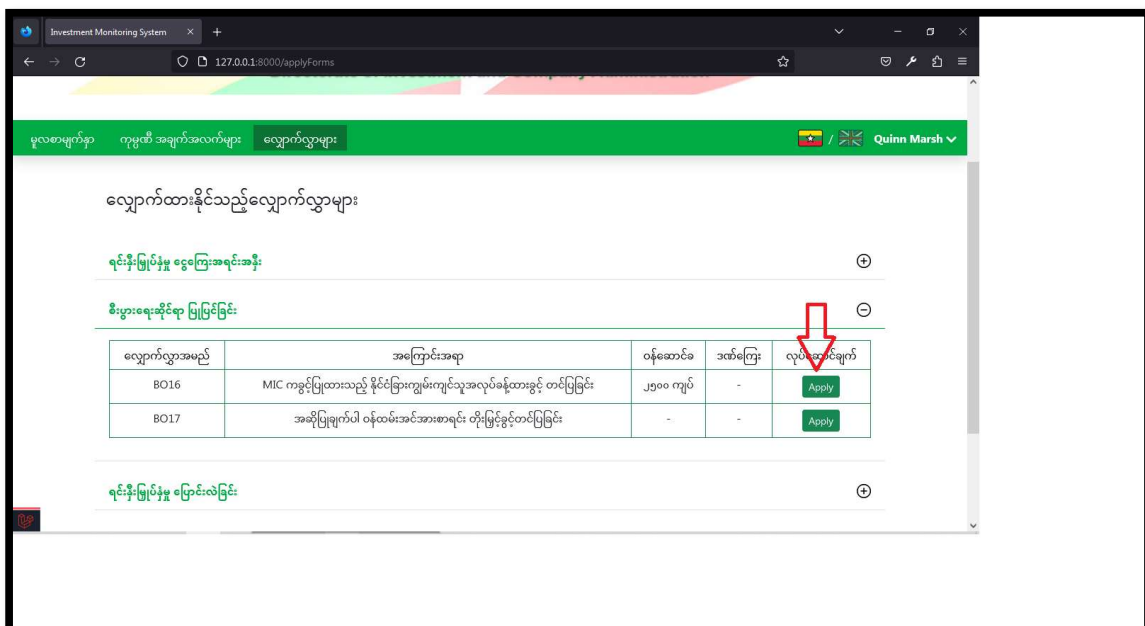 Investment Monitoring System
127.0.0.1:8000/applyForms
Directorate of Investment and Company Administration
မူလစာမျက်နှာ ကုမ္ပဏီ အချက်အလက်များ လျှောက်လွှာများ / Quinn Marsh
လျှောက်ထားနိုင်သည့်လျှောက်လွှာများ
ရင်းနှီးမြှုပ်နှံမှု ငွေကြေးအရင်းအနှီး
စီးပွားရေးဆိုင်ရာ ပြုပြင်ခြင်း
လျှောက်လွှာအမည် အကြောင်းအရာ ဝန်ဆောင်ခ ဒဏ်ကြေး လုပ်ဆောင်ချက်
BO16 MIC ကခွင့်ပြုထားသည့် နိုင်ငံခြားကျွမ်းကျင်သူအလုပ်ခန့်ထားခွင့် တင်ပြခြင်း ၂၅၀၀ ကျပ် - Apply
BO17 အဆိုပြုချက်ပါ ဝန်ထမ်းအင်အားစာရင်း တိုးမြှင့်ခွင့်တင်ပြခြင်း - - Apply
ရင်းနှီးမြှုပ်နှံမှု ပြောင်းလဲခြင်း